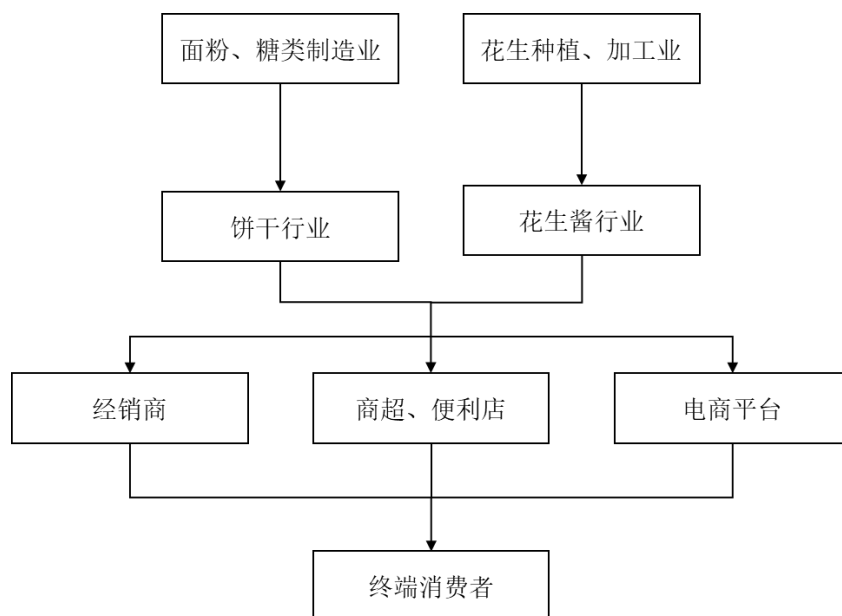 面粉、糖类制造业
花生种植、加工业
饼干行业
花生酱行业
经销商
商超、便利店
电商平台
终端消费者